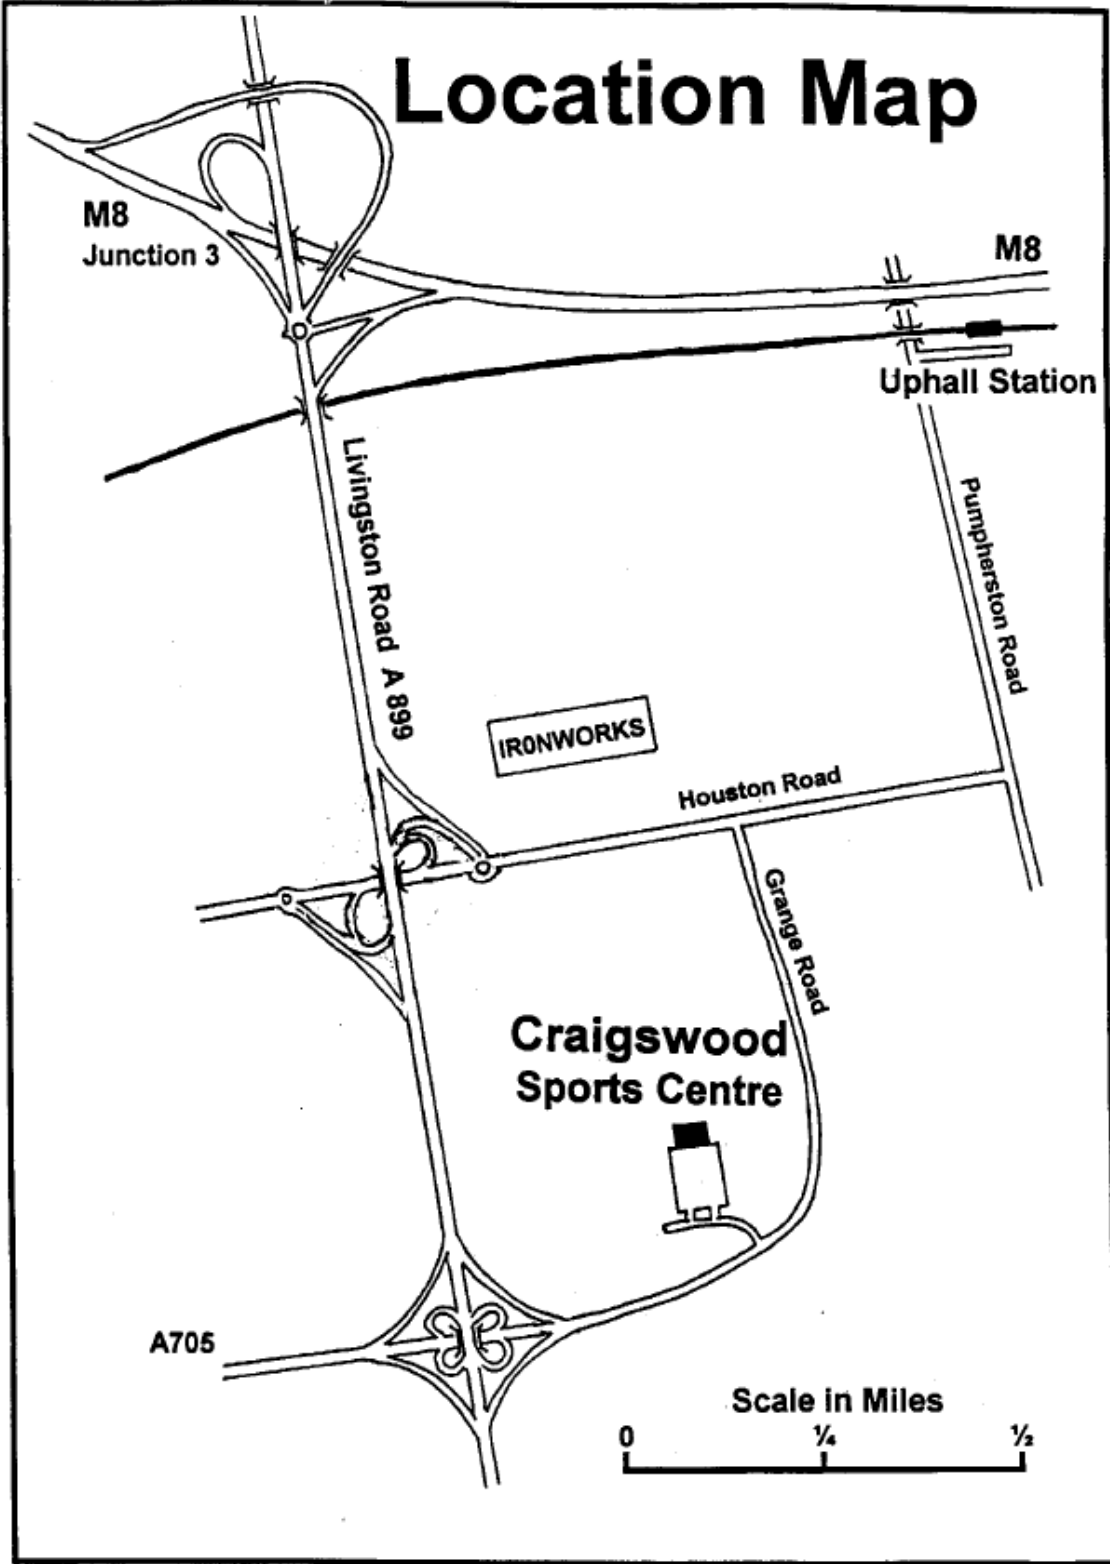 Location Map
M8
Junction 3
M8
Uphall Station
Livingston Road A 899
Pumpherston Road
IR0NWORKS
Houston Road
Grange Road
Craigswood
Sports Centre
A705
Scale in Miles
0 ¼ ½